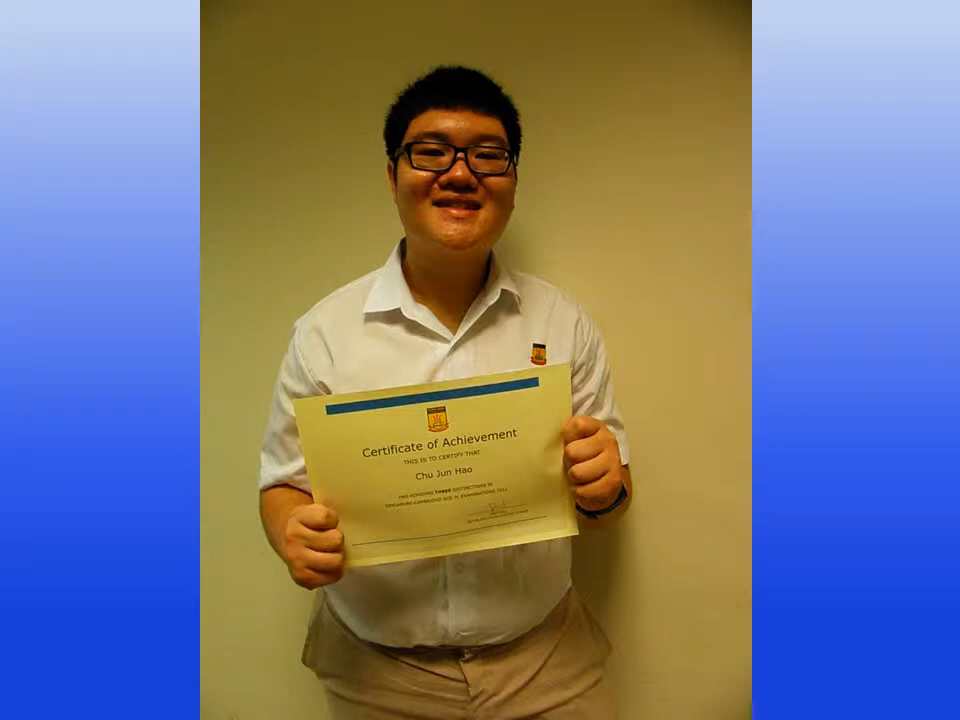 Certificate of Achievement
THIS IS TO CERTIFY THAT
Chu Jun Hao
HAS ACHIEVED THREE DISTINCTIONS IN
SINGAPORE-CAMBRIDGE GCE 'N' EXAMINATIONS